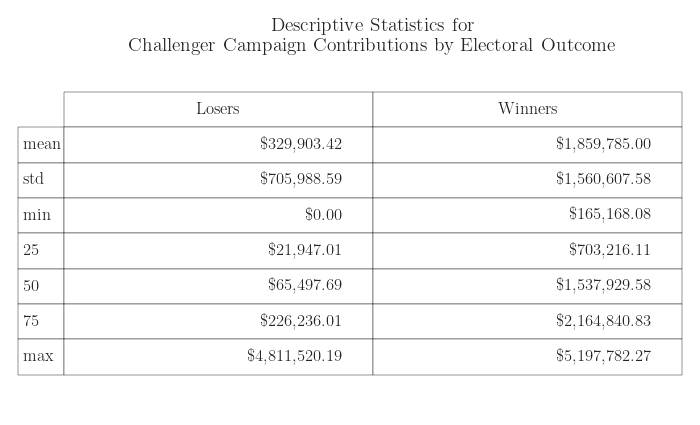 Descriptive Statistics for
Challenger Campaign Contributions by Electoral Outcome
Losers Winners
mean $329,903.42 $1,859,785.00
std $705,988.59 $1,560,607.58
min $0.00 $165,168.08
25 $21,947.01 $703,216.11
50 $65,497.69 $1,537,929.58
75 $226,236.01 $2,164,840.83
max $4,811,520.19 $5,197,782.27